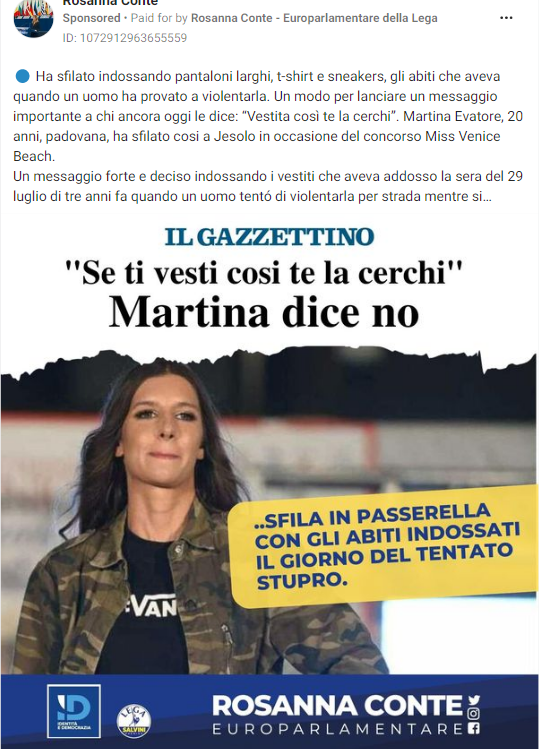 Rosanna Conte
Sponsored • Paid for by Rosanna Conte - Europarlamentare della Lega
ID: 1072912963655559
Ha sfilato indossando pantaloni larghi, t-shirt e sneakers, gli abiti che aveva
quando un uomo ha provato a violentarla. Un modo per lanciare un messaggio
importante a chi ancora oggi le dice: “Vestita così te la cerchi”. Martina Evatore, 20
anni, padovana, ha sfilato cosi a Jesolo in occasione del concorso Miss Venice
Beach.
Un messaggio forte e deciso indossando i vestiti che aveva addosso la sera del 29
luglio di tre anni fa quando un uomo tentó di violentarla per strada mentre si...
IL GAZZETTINO
"Se ti vesti cosi te la cerchi"
Martina dice no
..SFILA IN PASSERELLA
CON GLI ABITI INDOSSATI
IL GIORNO DEL TENTATO
STUPRO.
VAN
ID
IDENTITÀ
E DEMOCRAZIA
LEGA
SALVINI
ROSANNA CONTE
EUROPARLAMENTARE